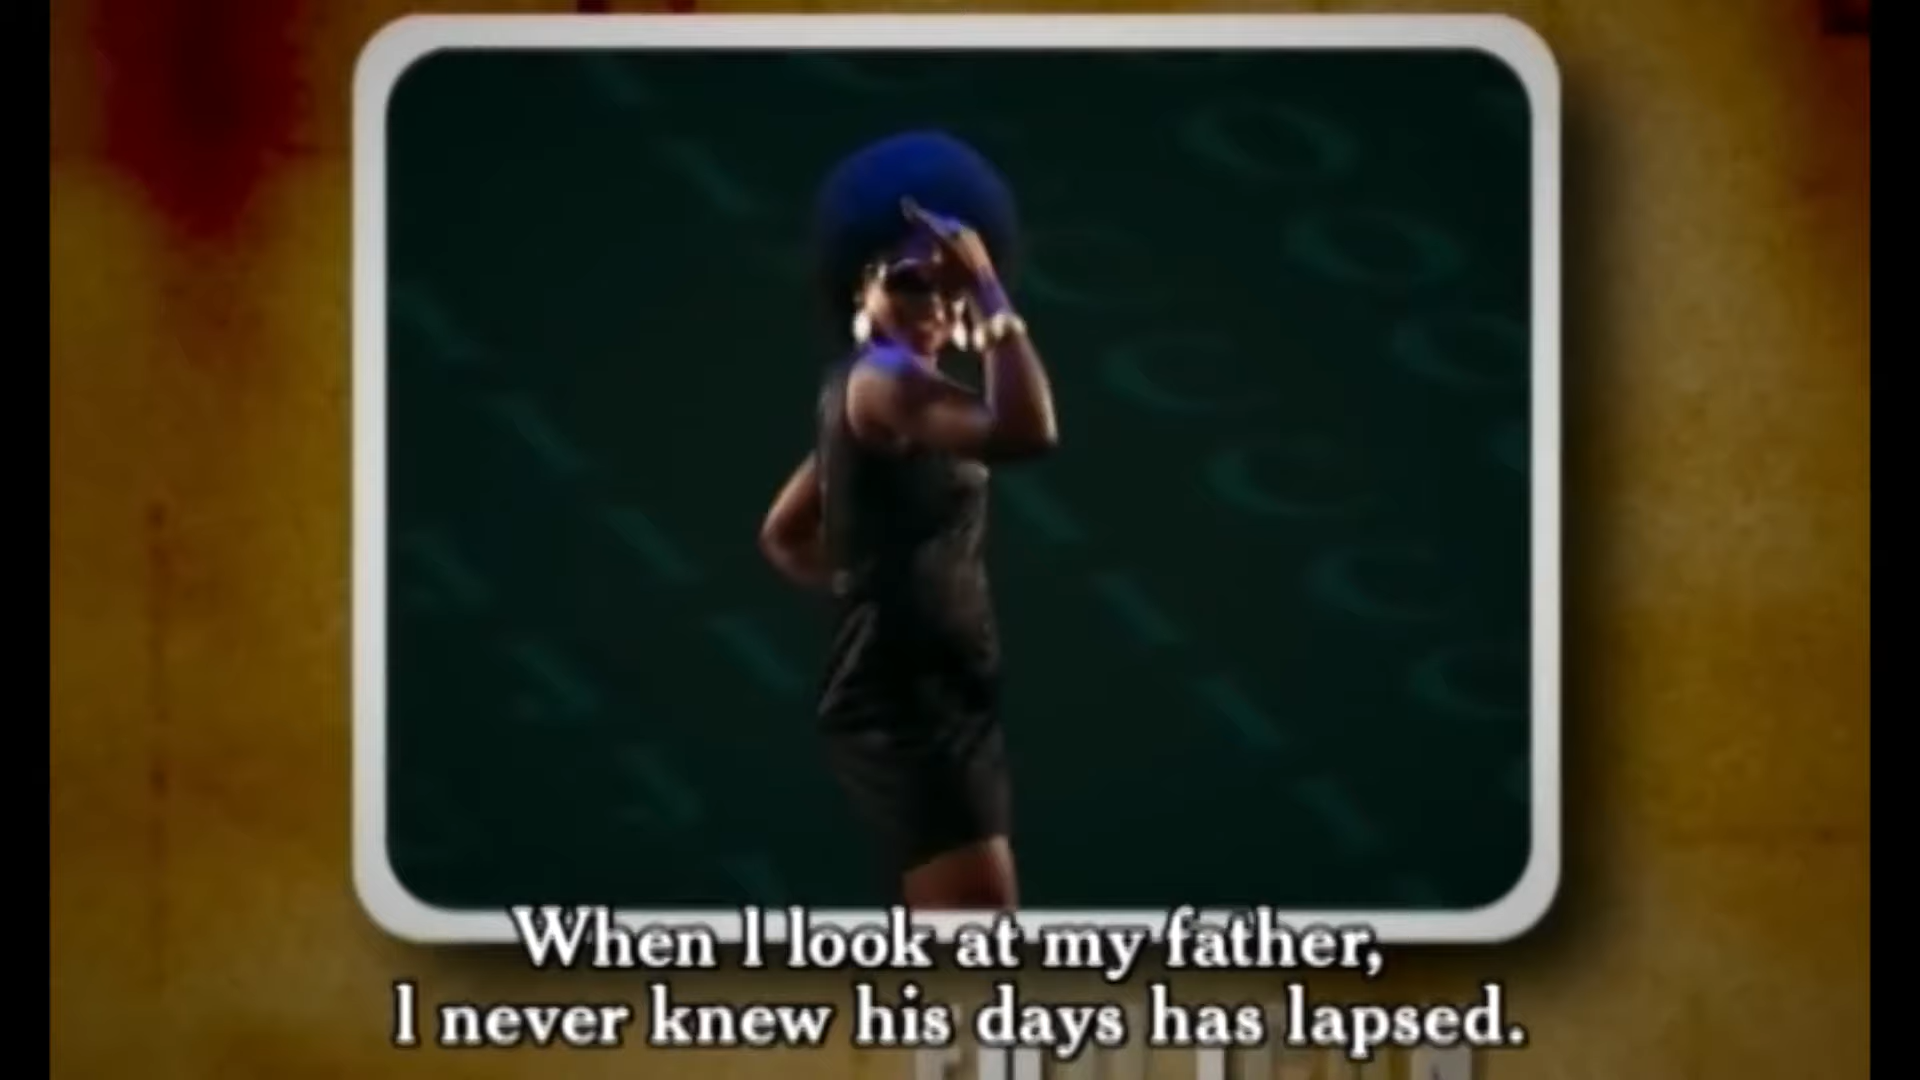 When I look at my father,
I never knew his days has lapsed.